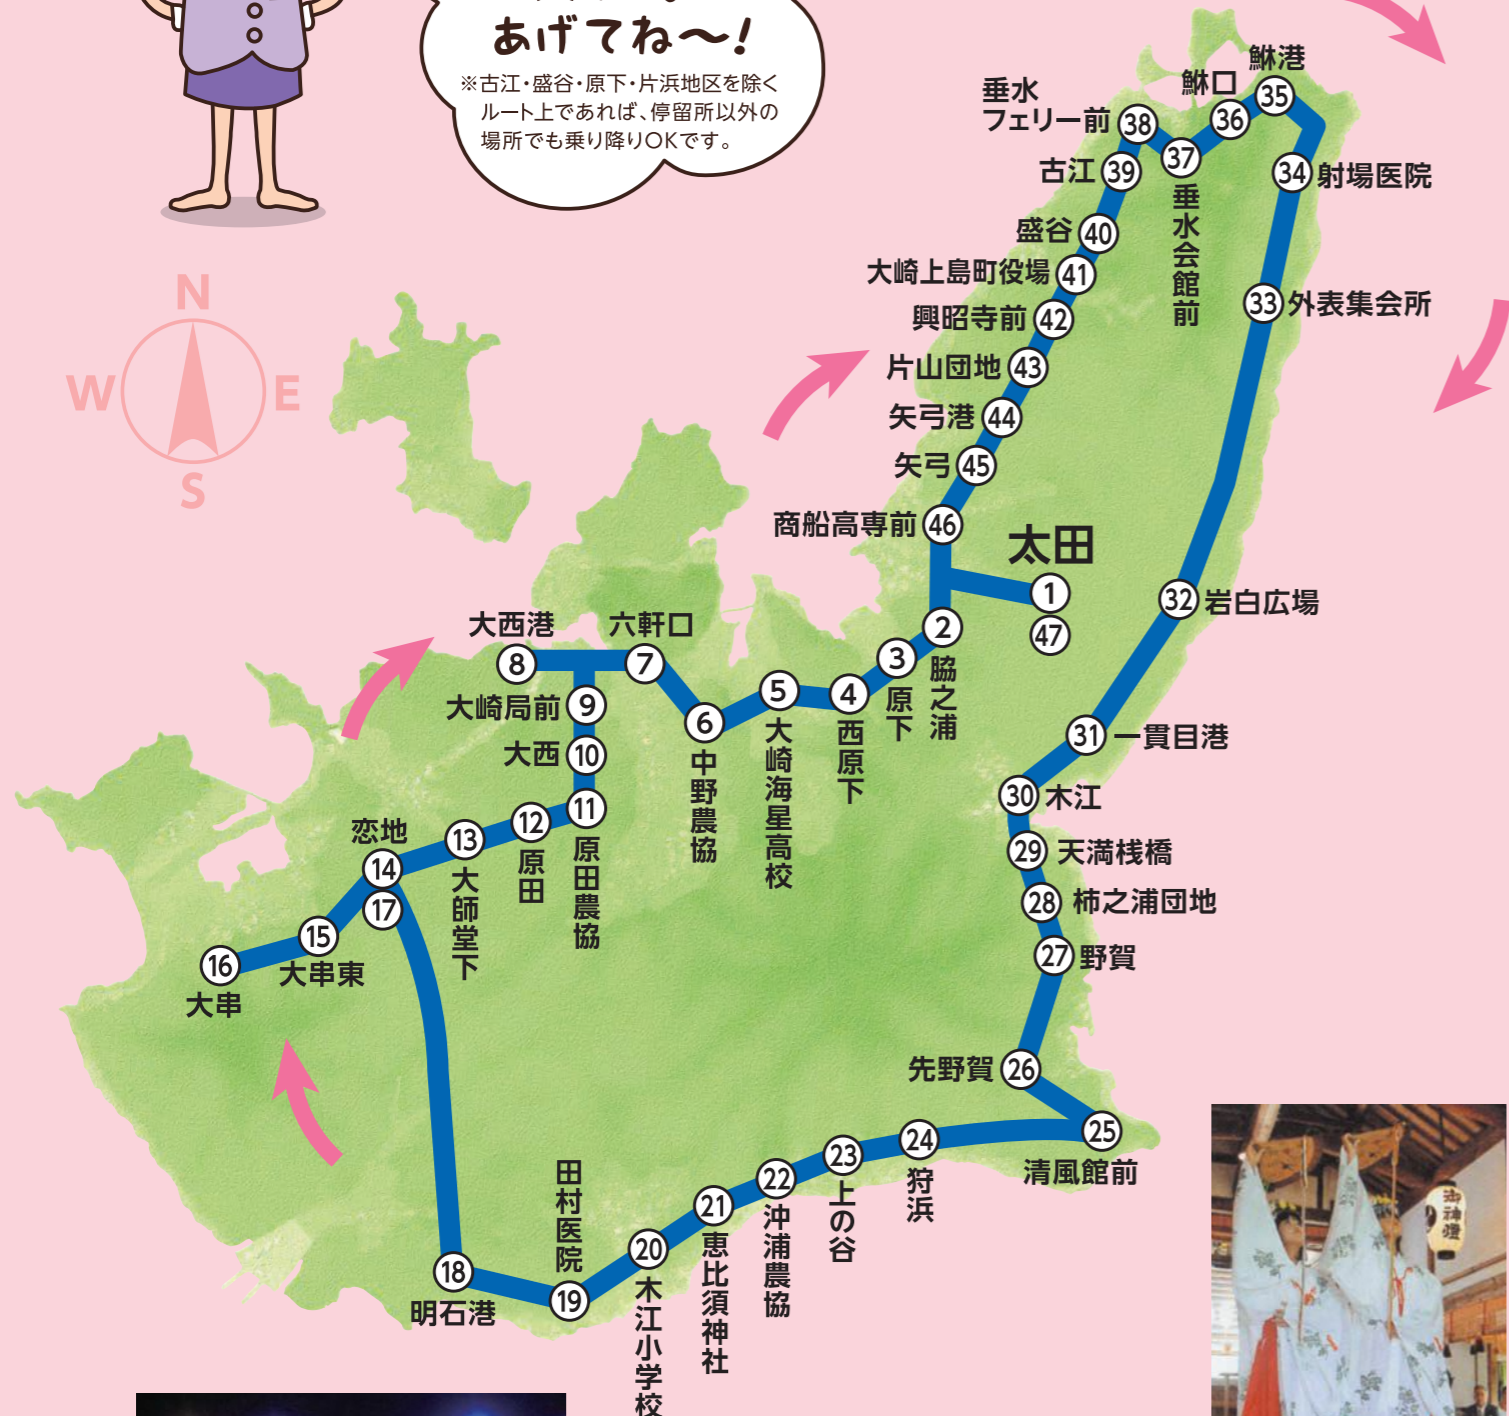 あげてね〜!
※古江・盛谷・原下・片浜地区を除く
ルート上であれば、停留所以外の
場所でも乗り降りOKです。
N
W
E
S
太田
1
47
2
脇之浦
3
原下
4
西原下
5
大崎海星高校
6
中野農協
六軒口
7
大西港
8
大崎局前
9
大西
10
11
原田農協
12
原田
13
大師堂下
恋地
14
17
15
大串東
16
大串
18
明石港
田村医院
19
20
木江小学校
21
恵比須神社
22
沖浦農協
23
上の谷
24
狩浜
25
清風館前
先野賀
26
27
野賀
28
柿之浦団地
29
天満桟橋
30
木江
31
一貫目港
32
岩白広場
33
外表集会所
34
射場医院
鮴港
35
鮴口
36
37
垂水会館前
垂水
フェリー前
38
古江
39
盛谷
40
大崎上島町役場
41
興昭寺前
42
片山団地
43
矢弓港
44
矢弓
45
商船高専前
46
御神燈